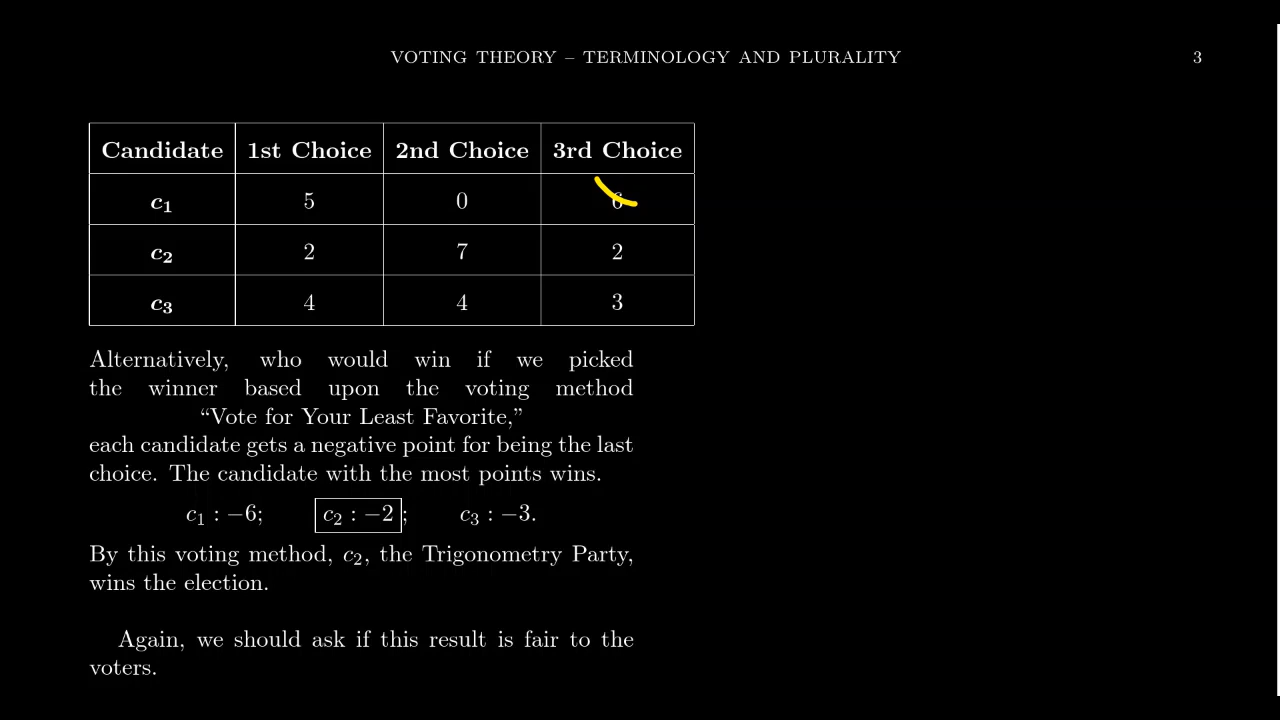 VOTING THEORY – TERMINOLOGY AND PLURALITY 3
Candidate 1st Choice 2nd Choice 3rd Choice
c₁ 5 0 6
c₂ 2 7 2
c₃ 4 4 3
Alternatively, who would win if we picked
the winner based upon the voting method
“Vote for Your Least Favorite,”
each candidate gets a negative point for being the last
choice. The candidate with the most points wins.
c₁ : −6; c₂ : −2 ; c₃ : −3.
By this voting method, c₂, the Trigonometry Party,
wins the election.
Again, we should ask if this result is fair to the
voters.